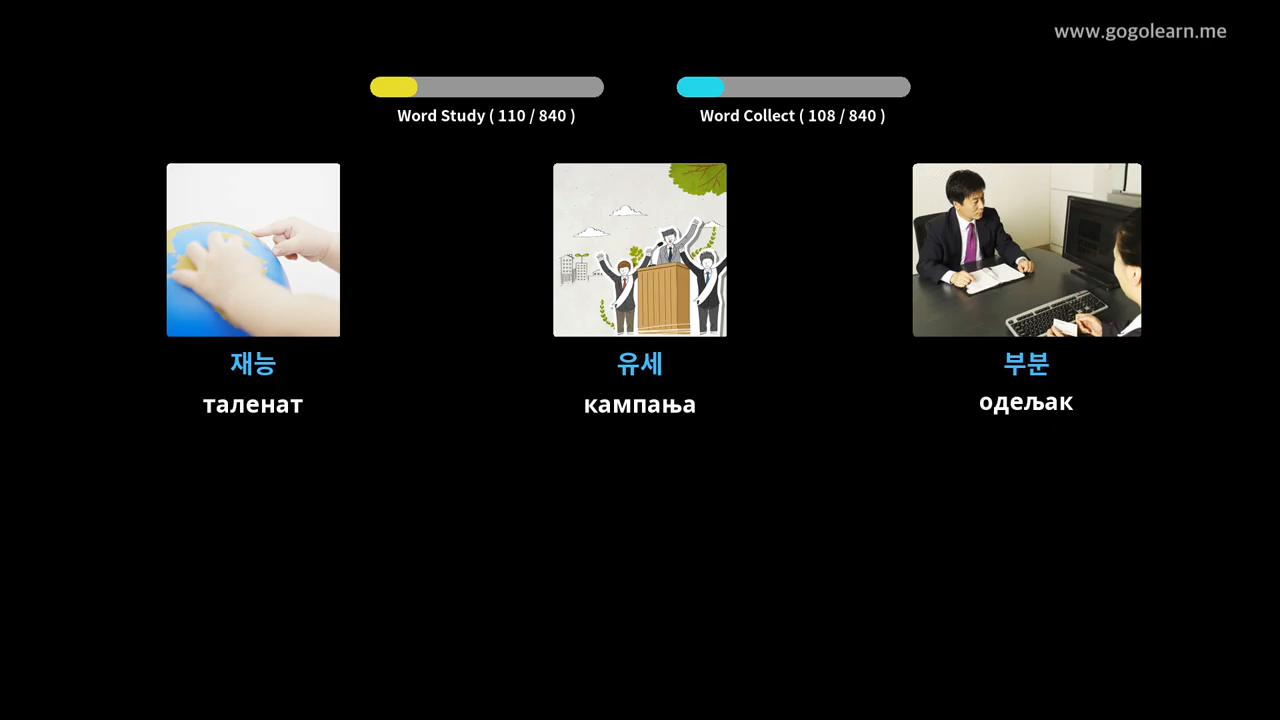 www.gogolearn.me
Word Study ( 110 / 840 )
Word Collect ( 108 / 840 )
재능
유세
부분
таленат
кампања
одељак